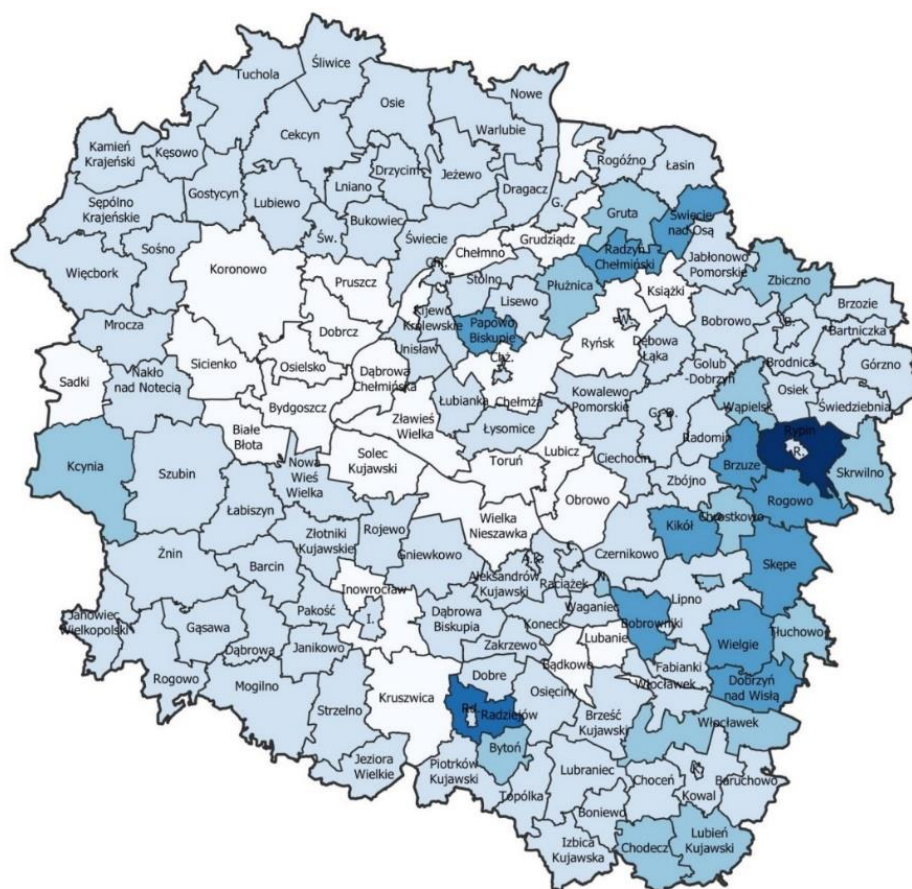 Śliwice
Tuchola
Nowe
Osie
Warlubie
Cekcyn
Kamień
Krajeński
Kęsowo
Rogóźno
Łasin
Drzycim
Jeżewo
Lniano
Dragacz
Gostycyn
G.
Sępólno
Krajeńskie
Lubiewo
Gruta
Święcie
nad Osą
Bukowiec
Sośno
Św.
Świecie
Grudziądz
Chełmno
Radzyń
Chełmiński
Więcbork
Koronowo
Jabłonowo
Pomorskie
Pruszcz
Stolno
Płużnica
Książki
Zbiczno
Lisewo
Brzozie
Kijewo
Królewskie
Bobrowo
B.
Mrocza
Dobrcz
Papowo
Biskupie
W.
Bartniczka
Ryńsk
Dębowa
Łąka
Unisław
Sicienko
Chż.
Golub
-Dobrzyń
Brodnica
Górzno
Nakło
nad Notecią
Osielsko
Dąbrowa
Chełmińska
Sadki
Osiek
Kowalewo
Pomorskie
Łubianka
Chełmża
Wąpielsk
Świedziebnia
Bydgoszcz
Zławieś
Wielka
G.-D.
Białe
Błota
Łysomice
Radomin
Rypin
R.
Kcynia
Szubin
Solec
Kujawski
Toruń
Lubicz
Ciechocin
Brzuze
Skrwilno
Nowa
Wieś
Wielka
Zbójno
Obrowo
Rogowo
Łabiszyn
Wielka
Nieszawka
Chrostkowo
Złotniki
Kujawskie
Rojewo
Kikół
Żnin
Gniewkowo
Czernikowo
Skępe
Barcin
A.K.
Aleksandrów
Kujawski
Raciążek
N.
Inowrocław
Lipno
Pakość
I.
Dąbrowa
Biskupia
Koneck
Waganiec
Janowiec
Wielkopolski
Gąsawa
Bobrowniki
Tłuchowo
Dąbrowa
Janikowo
Zakrzewo
Lubanie
Wielgie
Bądkowo
Fabianki
Rogowo
Mogilno
Dobre
Włocławek
Dobrzyń
nad Wisłą
Kruszwica
Osięciny
Strzelno
Rd.
Radziejów
Brześć
Kujawski
Włocławek
Bytoń
Jeziora
Wielkie
Piotrków
Kujawski
Lubraniec
Choceń
Baruchowo
Topólka
Kowal
Boniewo
Izbica
Kujawska
Chodecz
Lubień
Kujawski